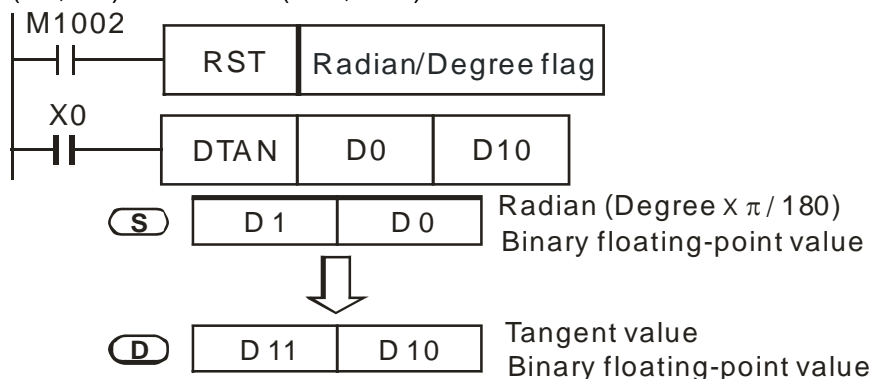 M1002
RST Radian/Degree flag
X0
DTAN D0 D10
S D 1 D 0 Radian (Degree x π / 180)
Binary floating-point value
D D 11 D 10 Tangent value
Binary floating-point value